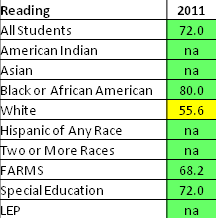 Reading 2011
All Students 72.0
American Indian na
Asian na
Black or African American 80.0
White 55.6
Hispanic of Any Race na
Two or More Races na
FARMS 68.2
Special Education 72.0
LEP na